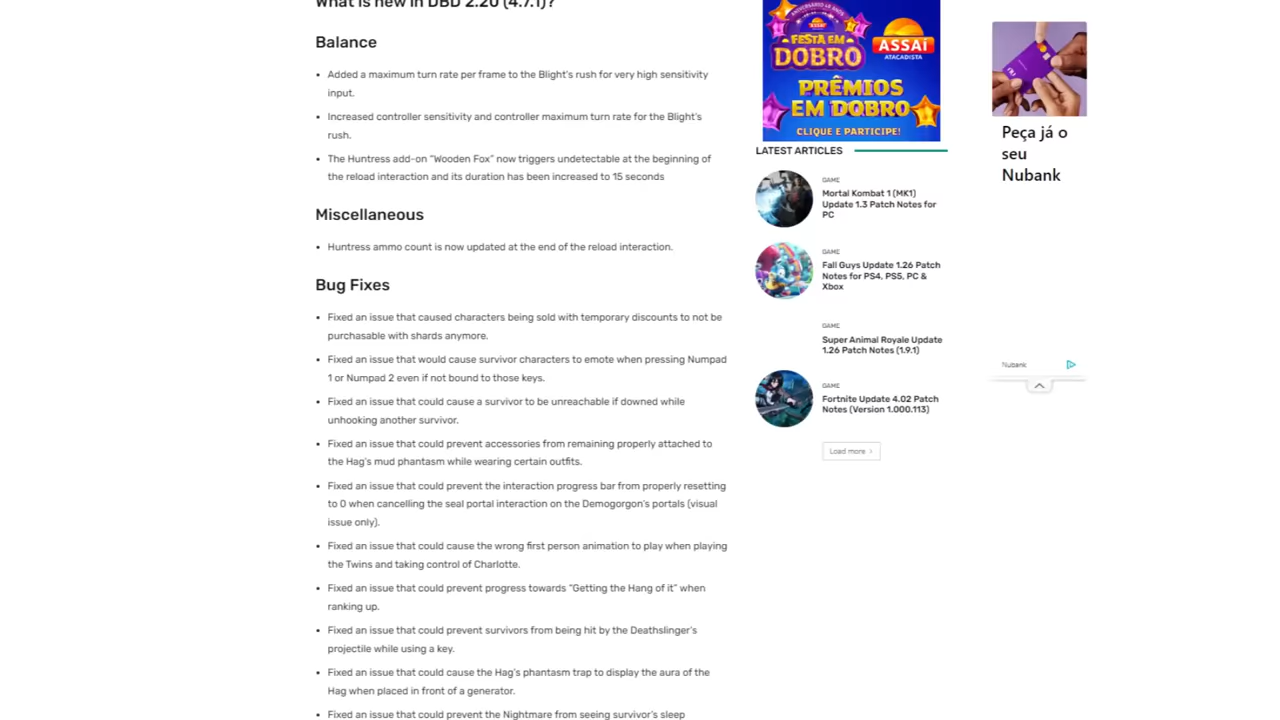 What is new in DBD 2.20 (4.7.1)?
Balance
• Added a maximum turn rate per frame to the Blight's rush for very high sensitivity
input.
• Increased controller sensitivity and controller maximum turn rate for the Blight's
rush.
• The Huntress add-on “Wooden Fox” now triggers undetectable at the beginning of
the reload interaction and its duration has been increased to 15 seconds
Miscellaneous
• Huntress ammo count is now updated at the end of the reload interaction.
Bug Fixes
• Fixed an issue that caused characters being sold with temporary discounts to not be
purchasable with shards anymore.
• Fixed an issue that would cause survivor characters to emote when pressing Numpad
1 or Numpad 2 even if not bound to those keys.
• Fixed an issue that could cause a survivor to be unreachable if downed while
unhooking another survivor.
• Fixed an issue that could prevent accessories from remaining properly attached to
the Hag's mud phantasm while wearing certain outfits.
• Fixed an issue that could prevent the interaction progress bar from properly resetting
to 0 when cancelling the seal portal interaction on the Demogorgon's portals (visual
issue only).
• Fixed an issue that could cause the wrong first person animation to play when playing
the Twins and taking control of Charlotte.
• Fixed an issue that could prevent progress towards “Getting the Hang of it” when
ranking up.
• Fixed an issue that could prevent survivors from being hit by the Deathslinger's
projectile while using a key.
• Fixed an issue that could cause the Hag's phantasm trap to display the aura of the
Hag when placed in front of a generator.
• Fixed an issue that could prevent the Nightmare from seeing survivor's sleep
FESTA EM
DOBRO
ASSAÍ
ATACADISTA
PRÊMIOS
EM DOBRO
CLIQUE E PARTICIPE!
LATEST ARTICLES
GAME
Mortal Kombat 1 (MK1)
Update 1.3 Patch Notes for
PC
GAME
Fall Guys Update 1.26 Patch
Notes for PS4, PS5, PC &
Xbox
GAME
Super Animal Royale Update
1.26 Patch Notes (1.9.1)
GAME
Fortnite Update 4.02 Patch
Notes (Version 1.000.113)
Load more
Peça já o
seu
Nubank
Nubank